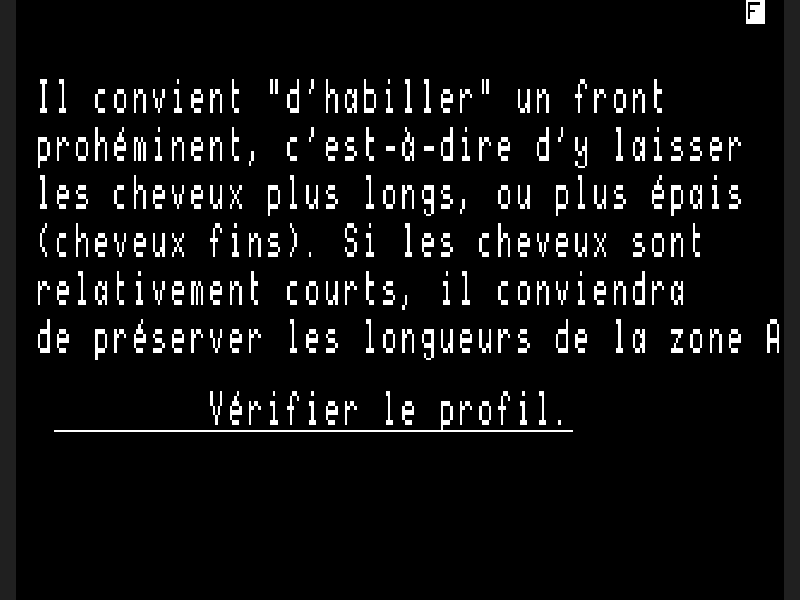 F
Il convient "d'habiller" un front
prohéminent, c'est-à-dire d'y laisser
les cheveux plus longs, ou plus épais
(cheveux fins). Si les cheveux sont
relativement courts, il conviendra
de préserver les longueurs de la zone A
Vérifier le profil.